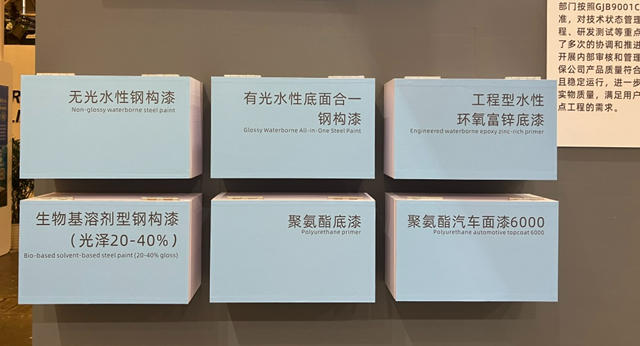 部门按照GJB9001C
准，对技术状态管理
程、研发测试等重点
了多次的协调和推进
开展内部审核和管理
保公司产品质量符合
且稳定运行，进一步
实物质量，满足用户
点工程的需求。
无光水性钢构漆
Non-glossy waterborne steel paint
有光水性底面合一
钢构漆
Glossy Waterborne All-in-One Steel Paint
工程型水性
环氧富锌底漆
Engineered waterborne epoxy zinc-rich primer
生物基溶剂型钢构漆
（光泽20-40%）
Bio-based solvent-based steel paint (20-40% gloss)
聚氨酯底漆
Polyurethane primer
聚氨酯汽车面漆6000
Polyurethane automotive topcoat 6000